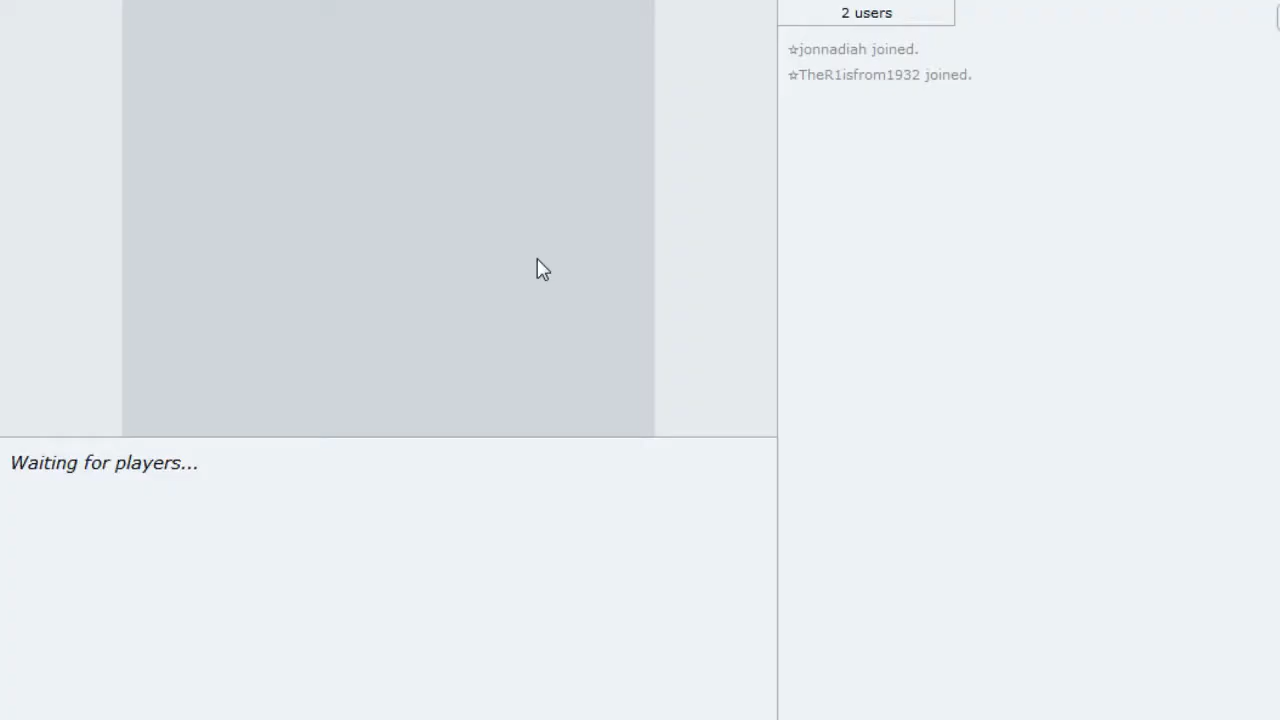 2 users
☆jonnadiah joined.
☆TheR1isfrom1932 joined.
Waiting for players...